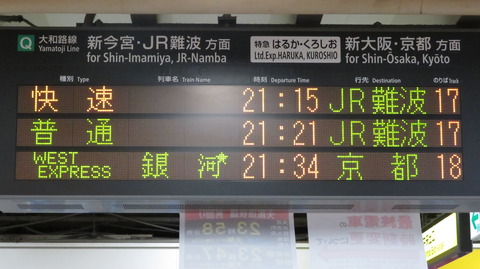 Q 大和路線 新今宮・JR難波 方面 特急 はるか・くろしお 新大阪・京都 方面
Yamatoji Line for Shin-Imamiya, JR-Namba Ltd.Exp.HARUKA, KUROSHIO for Shin-Osaka, Kyōto
種別 Type 列車名 Train Name 時刻 Departure Time 行先 Destination のりば Track
快速 21:15 JR難波 17
普通 21:21 JR難波 17
WEST EXPRESS 銀河 21:34 京都 18